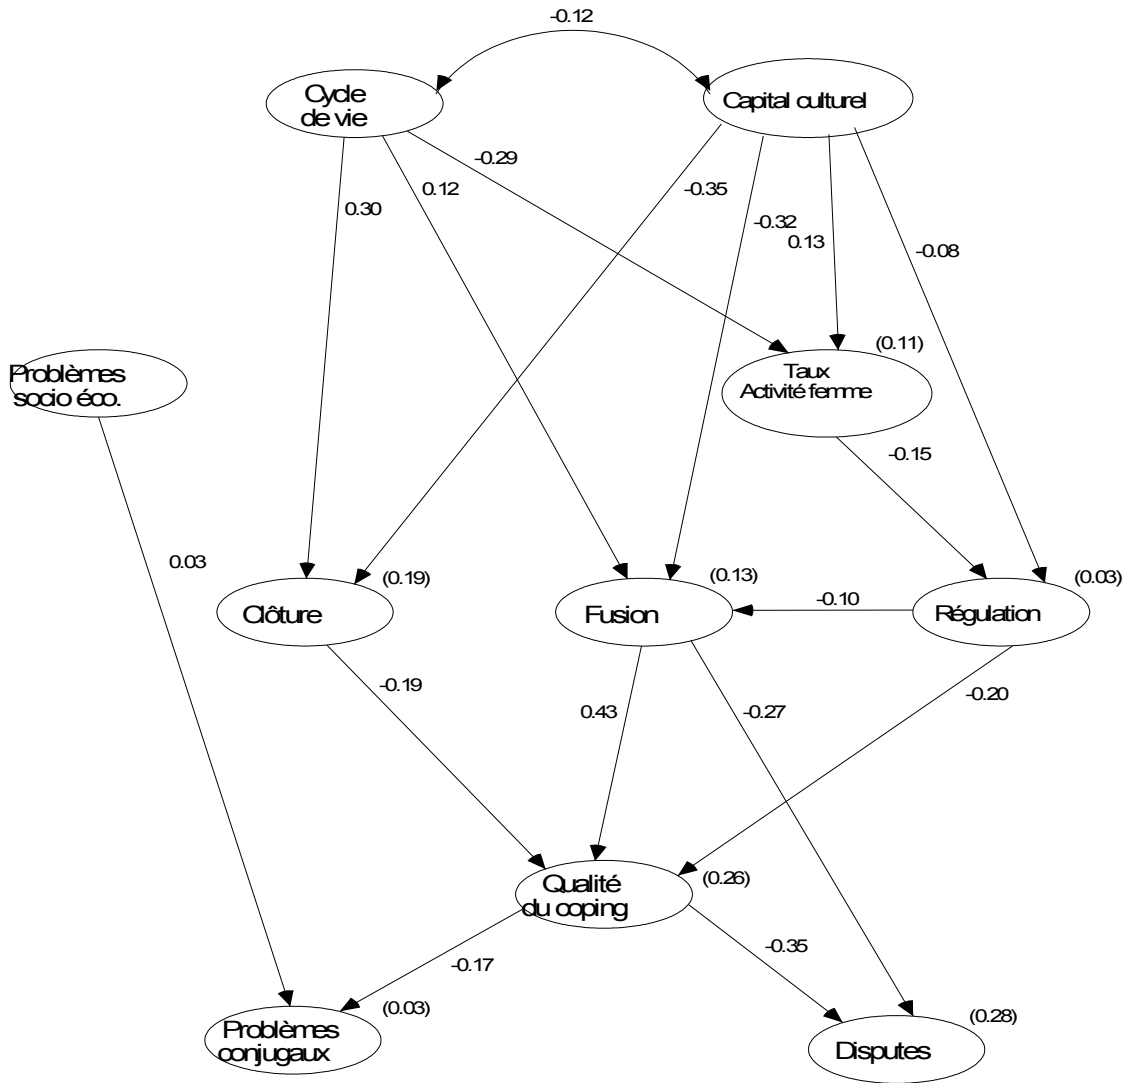 -0.12
Cycle
de vie
Capital culturel
-0.29
0.12
-0.35
0.30
-0.32
0.13
-0.08
(0.11)
Problèmes
socio éco.
Taux
Activité femme
-0.15
0.03
(0.19)
(0.13)
(0.03)
Clôture
Fusion
-0.10
Régulation
-0.19
0.43
-0.27
-0.20
Qualité
du coping
(0.26)
-0.35
-0.17
(0.03)
(0.28)
Problèmes
conjugaux
Disputes